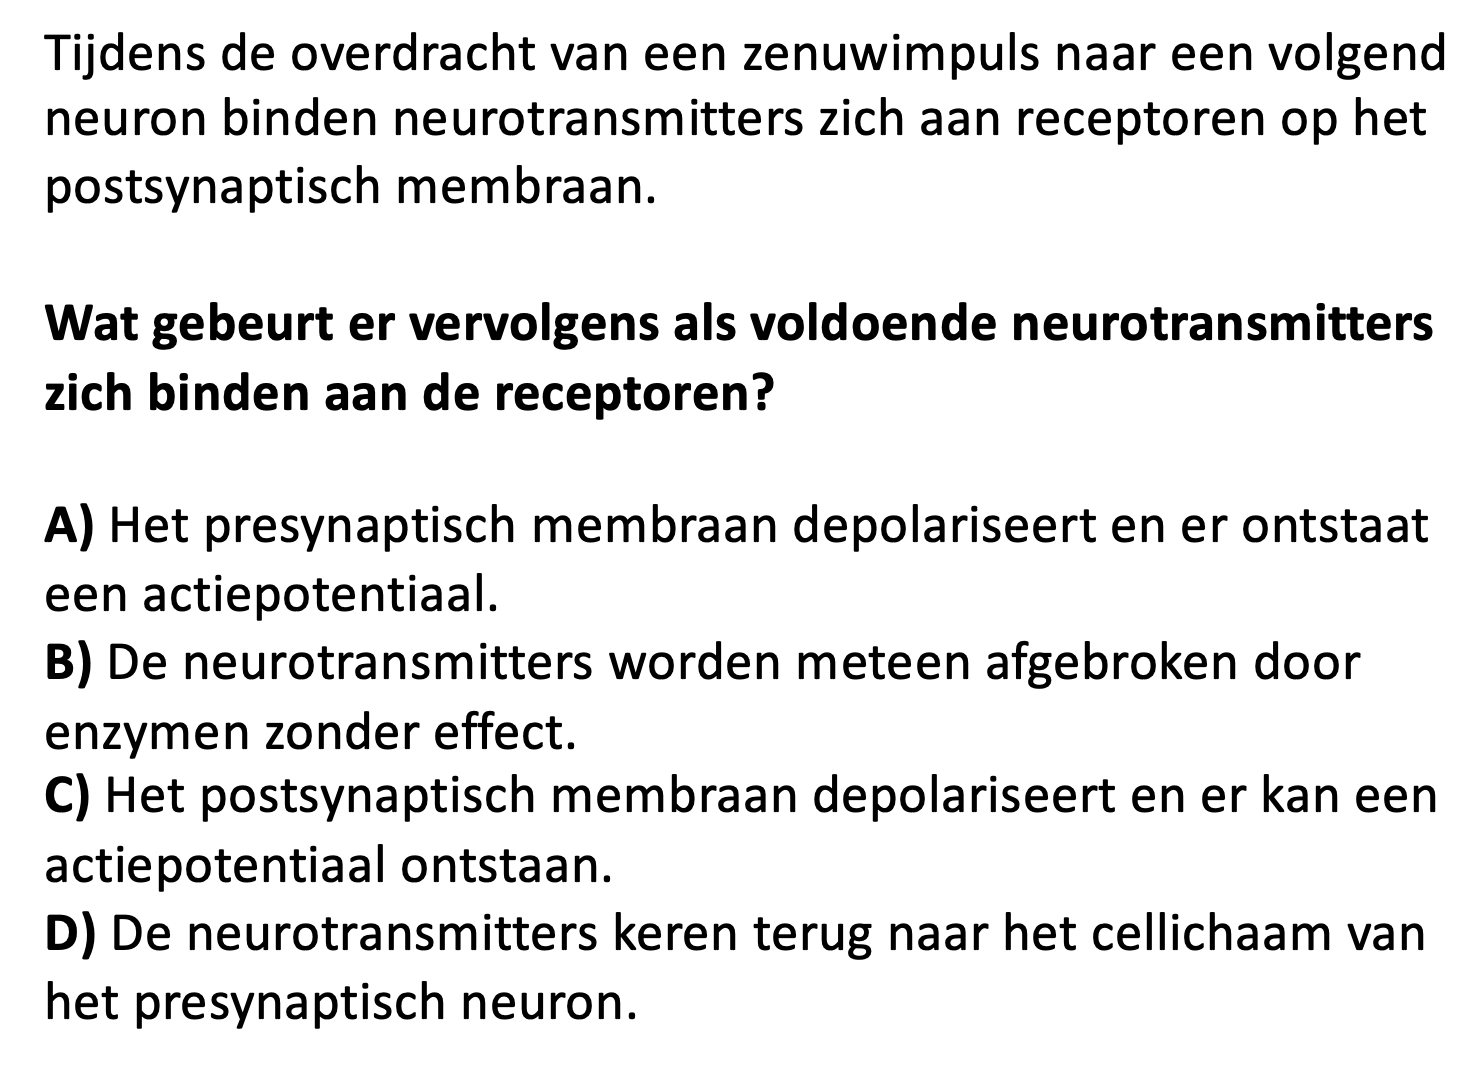 Tijdens de overdracht van een zenuwimpuls naar een volgend
neuron binden neurotransmitters zich aan receptoren op het
postsynaptisch membraan.
Wat gebeurt er vervolgens als voldoende neurotransmitters
zich binden aan de receptoren?
A) Het presynaptisch membraan depolariseert en er ontstaat
een actiepotentiaal.
B) De neurotransmitters worden meteen afgebroken door
enzymen zonder effect.
C) Het postsynaptisch membraan depolariseert en er kan een
actiepotentiaal ontstaan.
D) De neurotransmitters keren terug naar het cellichaam van
het presynaptisch neuron.